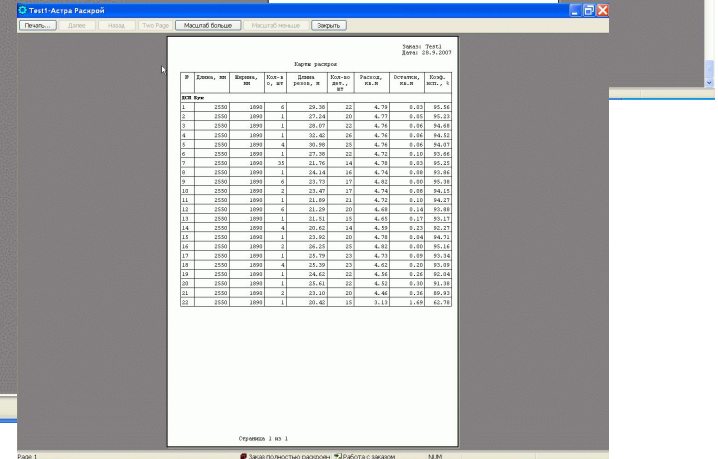 Test1-Астра Раскрой
Печать... Далее Назад Two Page Масштаб больше Масштаб меньше Закрыть
Заказ: Test1
Дата: 28.9.2007
Карты раскроя
№ Длина, мм Ширина, мм Кол-во, шт Длина резов, м Кол-во дет., шт Расход, кв.м Остатки, кв.м Коэф. исп., %
1 2550 1890 6 29.38 22 4.79 0.03 95.56
2 2550 1890 1 27.24 20 4.77 0.05 95.23
3 2550 1890 1 28.07 22 4.76 0.06 94.68
4 2550 1890 1 32.42 26 4.76 0.06 94.52
5 2550 1890 4 30.98 25 4.76 0.06 94.07
6 2550 1890 1 27.38 22 4.72 0.10 93.66
7 2550 1890 35 21.76 14 4.78 0.03 95.25
8 2550 1890 1 24.14 16 4.74 0.08 93.86
9 2550 1890 6 23.73 17 4.82 0.00 95.38
10 2550 1890 2 23.47 17 4.74 0.08 94.15
11 2550 1890 1 21.89 21 4.72 0.10 94.27
12 2550 1890 6 21.29 20 4.68 0.14 93.88
13 2550 1890 1 21.51 15 4.65 0.17 93.17
14 2550 1890 4 20.62 14 4.59 0.23 92.27
15 2550 1890 1 23.92 20 4.78 0.04 94.71
16 2550 1890 2 26.25 25 4.82 0.00 95.16
17 2550 1890 1 25.79 23 4.73 0.09 93.34
18 2550 1890 4 25.39 23 4.62 0.20 93.09
19 2550 1890 1 24.62 22 4.56 0.26 92.04
20 2550 1890 1 25.61 22 4.52 0.30 91.38
21 2550 1890 2 23.10 20 4.46 0.36 89.93
22 2550 1890 1 20.42 15 3.13 1.69 62.78
Страница 1 из 1
Page 1 Заказ полностью раскроен Работа с заказом NUM